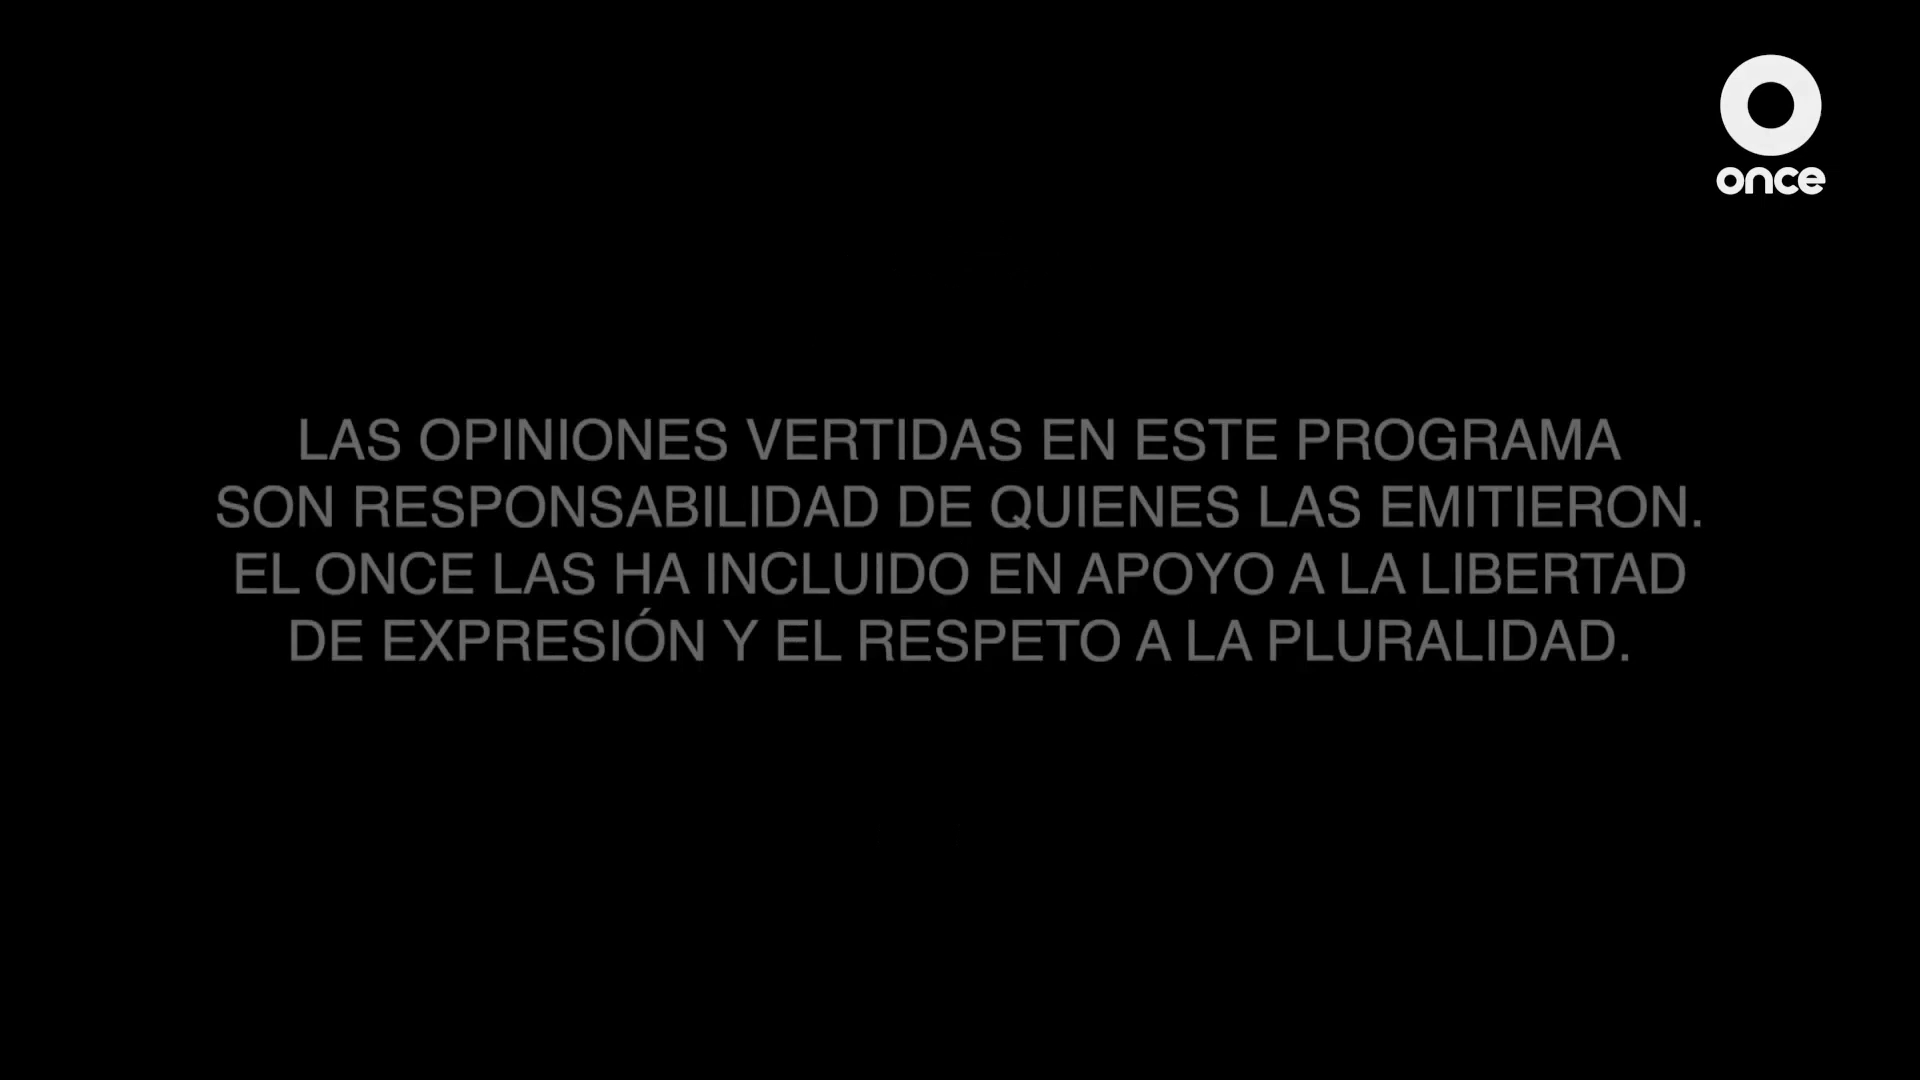 once
LAS OPINIONES VERTIDAS EN ESTE PROGRAMA
SON RESPONSABILIDAD DE QUIENES LAS EMITIERON.
EL ONCE LAS HA INCLUIDO EN APOYO A LA LIBERTAD
DE EXPRESIÓN Y EL RESPETO A LA PLURALIDAD.